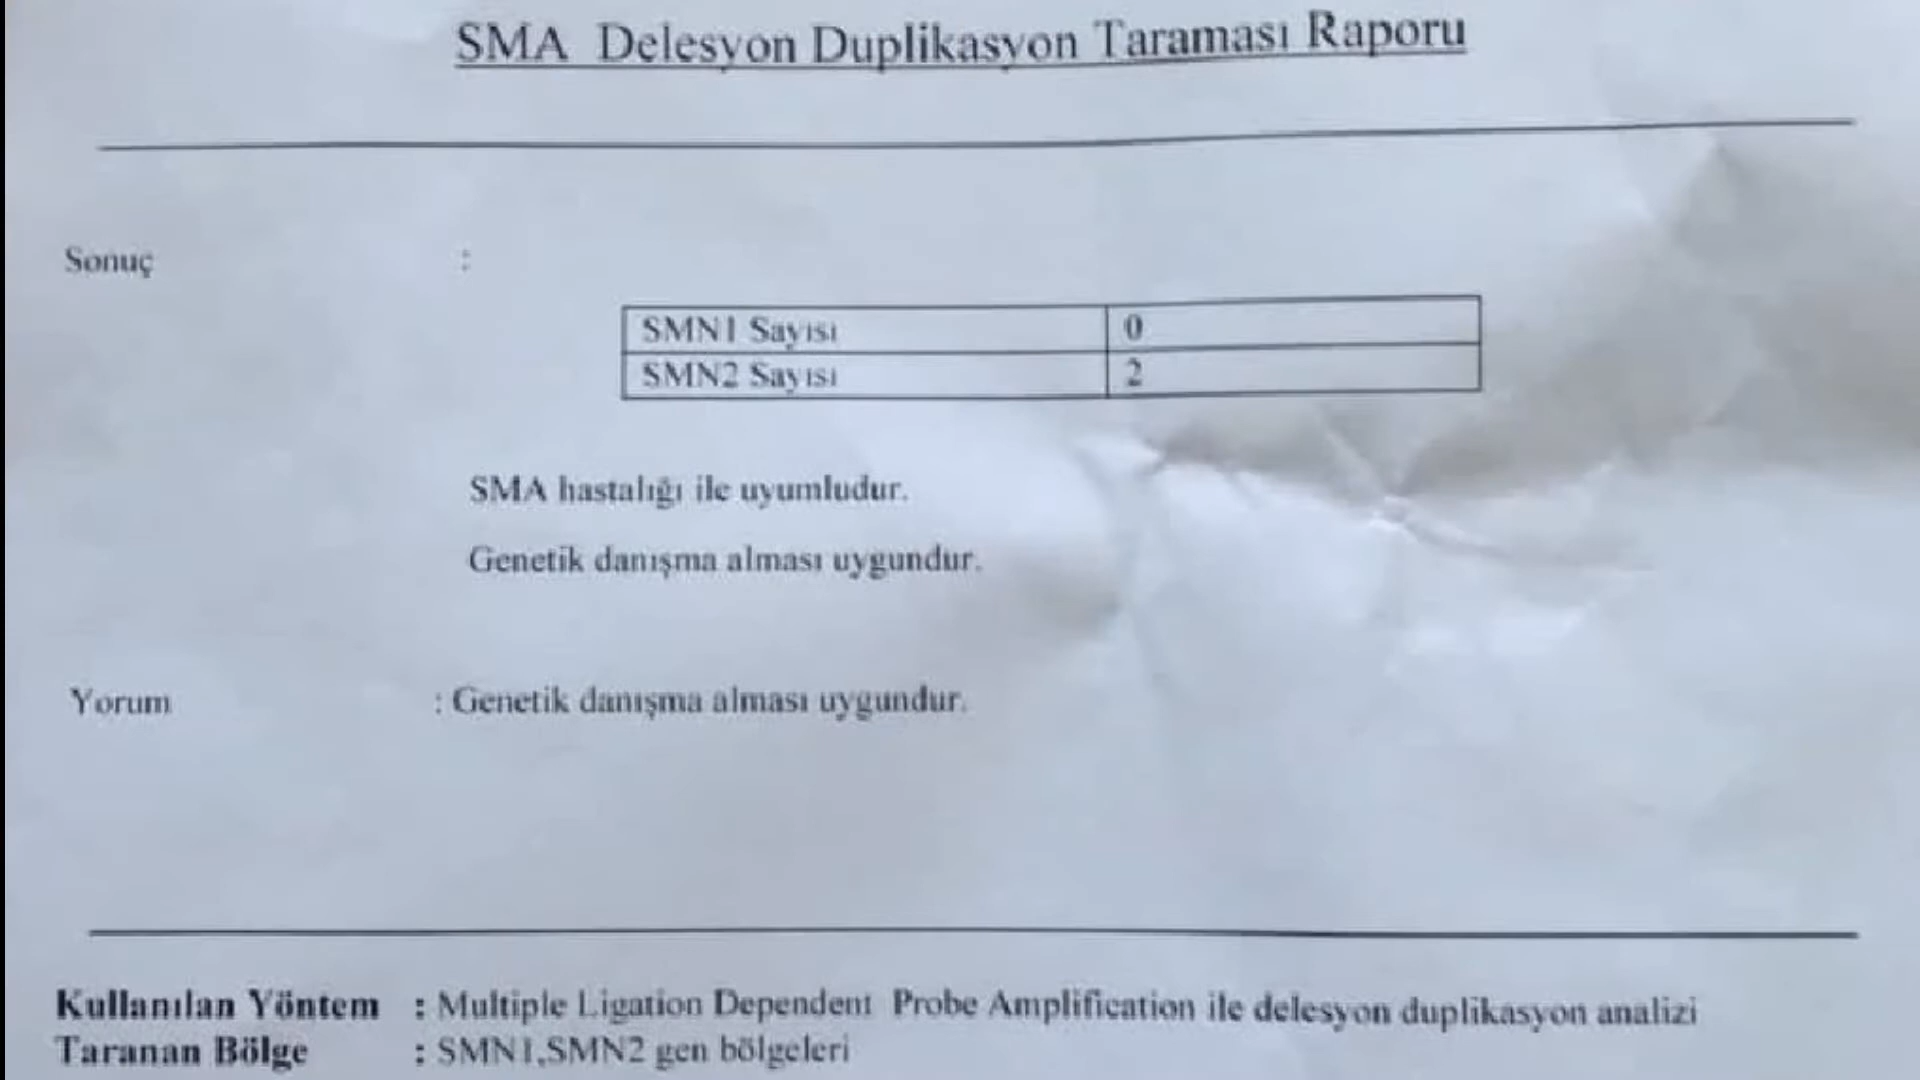 SMA Delesyon Duplikasyon Taraması Raporu
Sonuç :
SMN1 Sayısı 0
SMN2 Sayısı 2
SMA hastalığı ile uyumludur.
Genetik danışma alması uygundur.
Yorum : Genetik danışma alması uygundur.
Kullanılan Yöntem : Multiple Ligation Dependent Probe Amplification ile delesyon duplikasyon analizi
Taranan Bölge : SMN1,SMN2 gen bölgeleri